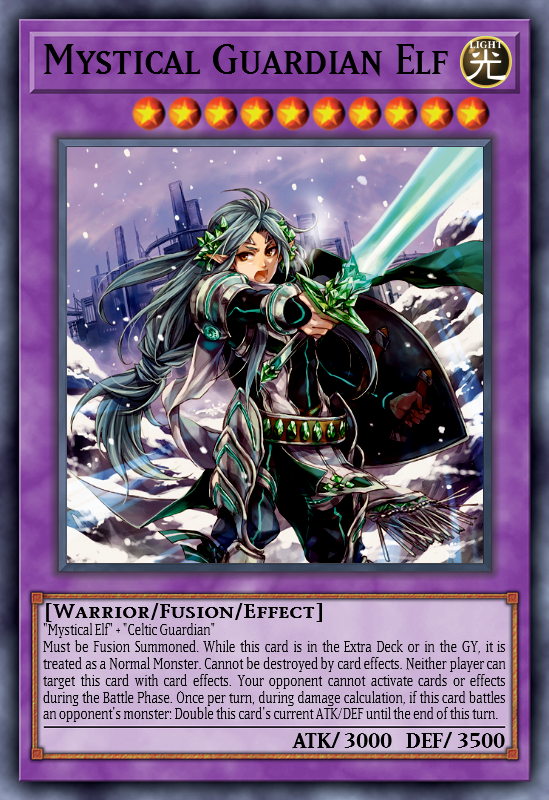 Mystical Guardian Elf
LIGHT
光
[Warrior/Fusion/Effect]
"Mystical Elf" + "Celtic Guardian"
Must be Fusion Summoned. While this card is in the Extra Deck or in the GY, it is
treated as a Normal Monster. Cannot be destroyed by card effects. Neither player can
target this card with card effects. Your opponent cannot activate cards or effects
during the Battle Phase. Once per turn, during damage calculation, if this card battles
an opponent's monster: Double this card's current ATK/DEF until the end of this turn.
ATK/ 3000 DEF/ 3500